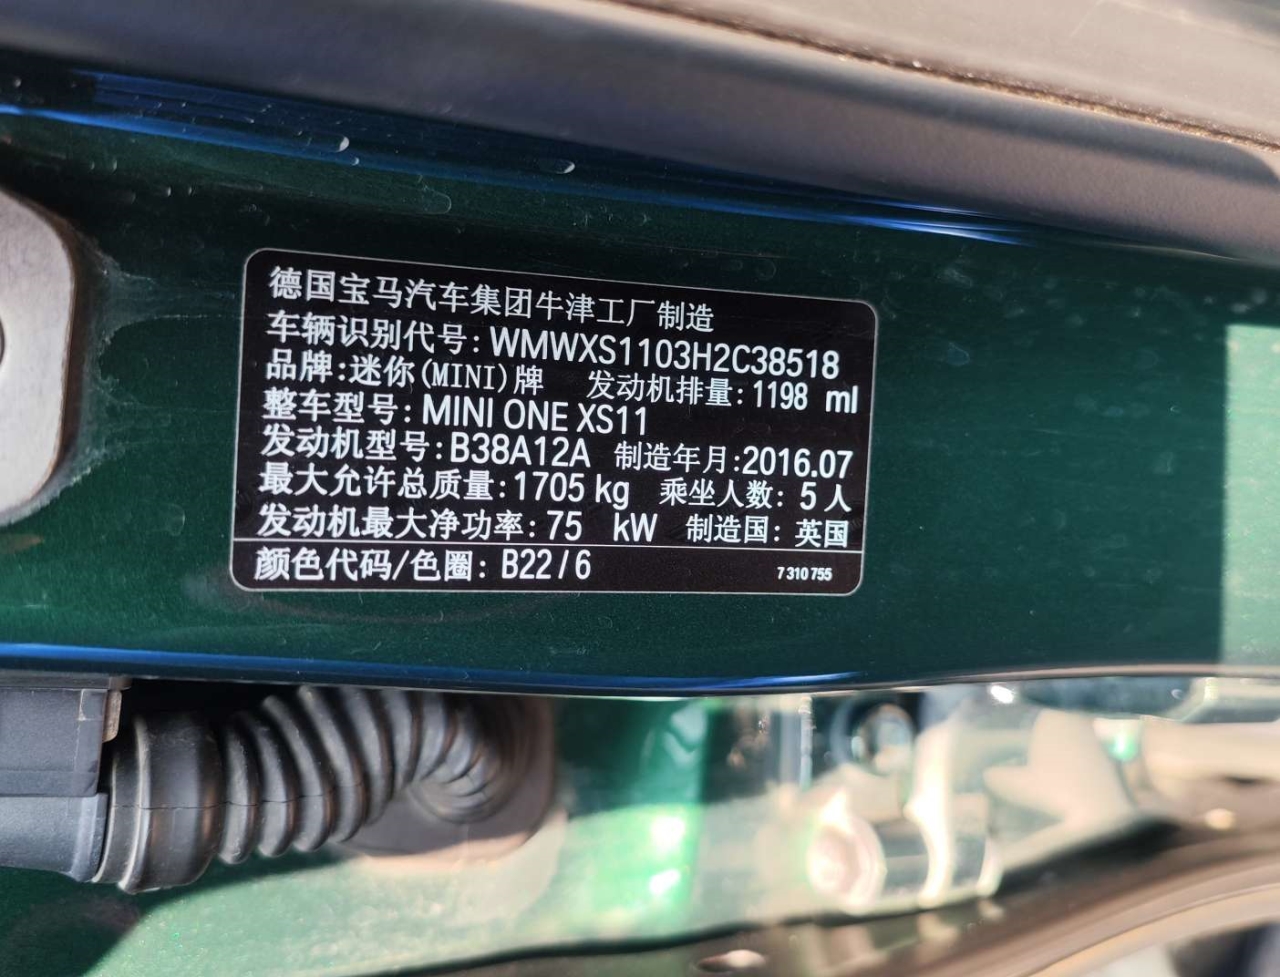 德国宝马汽车集团牛津工厂制造
车辆识别代号: WMWXS1103H2C38518
品牌:迷你(MINI)牌 发动机排量: 1198 ml
整车型号: MINI ONE XS11
发动机型号: B38A12A 制造年月:2016.07
最大允许总质量: 1705 kg 乘坐人数: 5 人
发动机最大净功率: 75 kW 制造国: 英国
颜色代码/色圈: B22 / 6 7 310 755